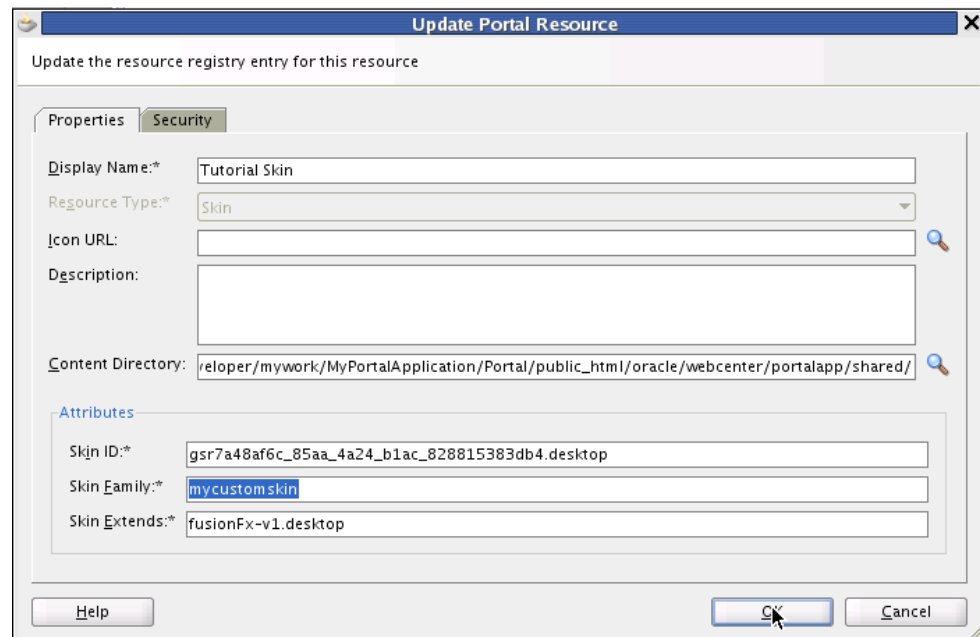 Update Portal Resource
Update the resource registry entry for this resource
Properties Security
Display Name:* Tutorial Skin
Resource Type:* Skin
Icon URL:
Description:
Content Directory: veloper/mywork/MyPortalApplication/Portal/public_html/oracle/webcenter/portalapp/shared/
Attributes
Skin ID:* gsr7a48af6c_85aa_4a24_b1ac_828815383db4.desktop
Skin Family:* mycustomskin
Skin Extends:* fusionFx-v1.desktop
Help OK Cancel